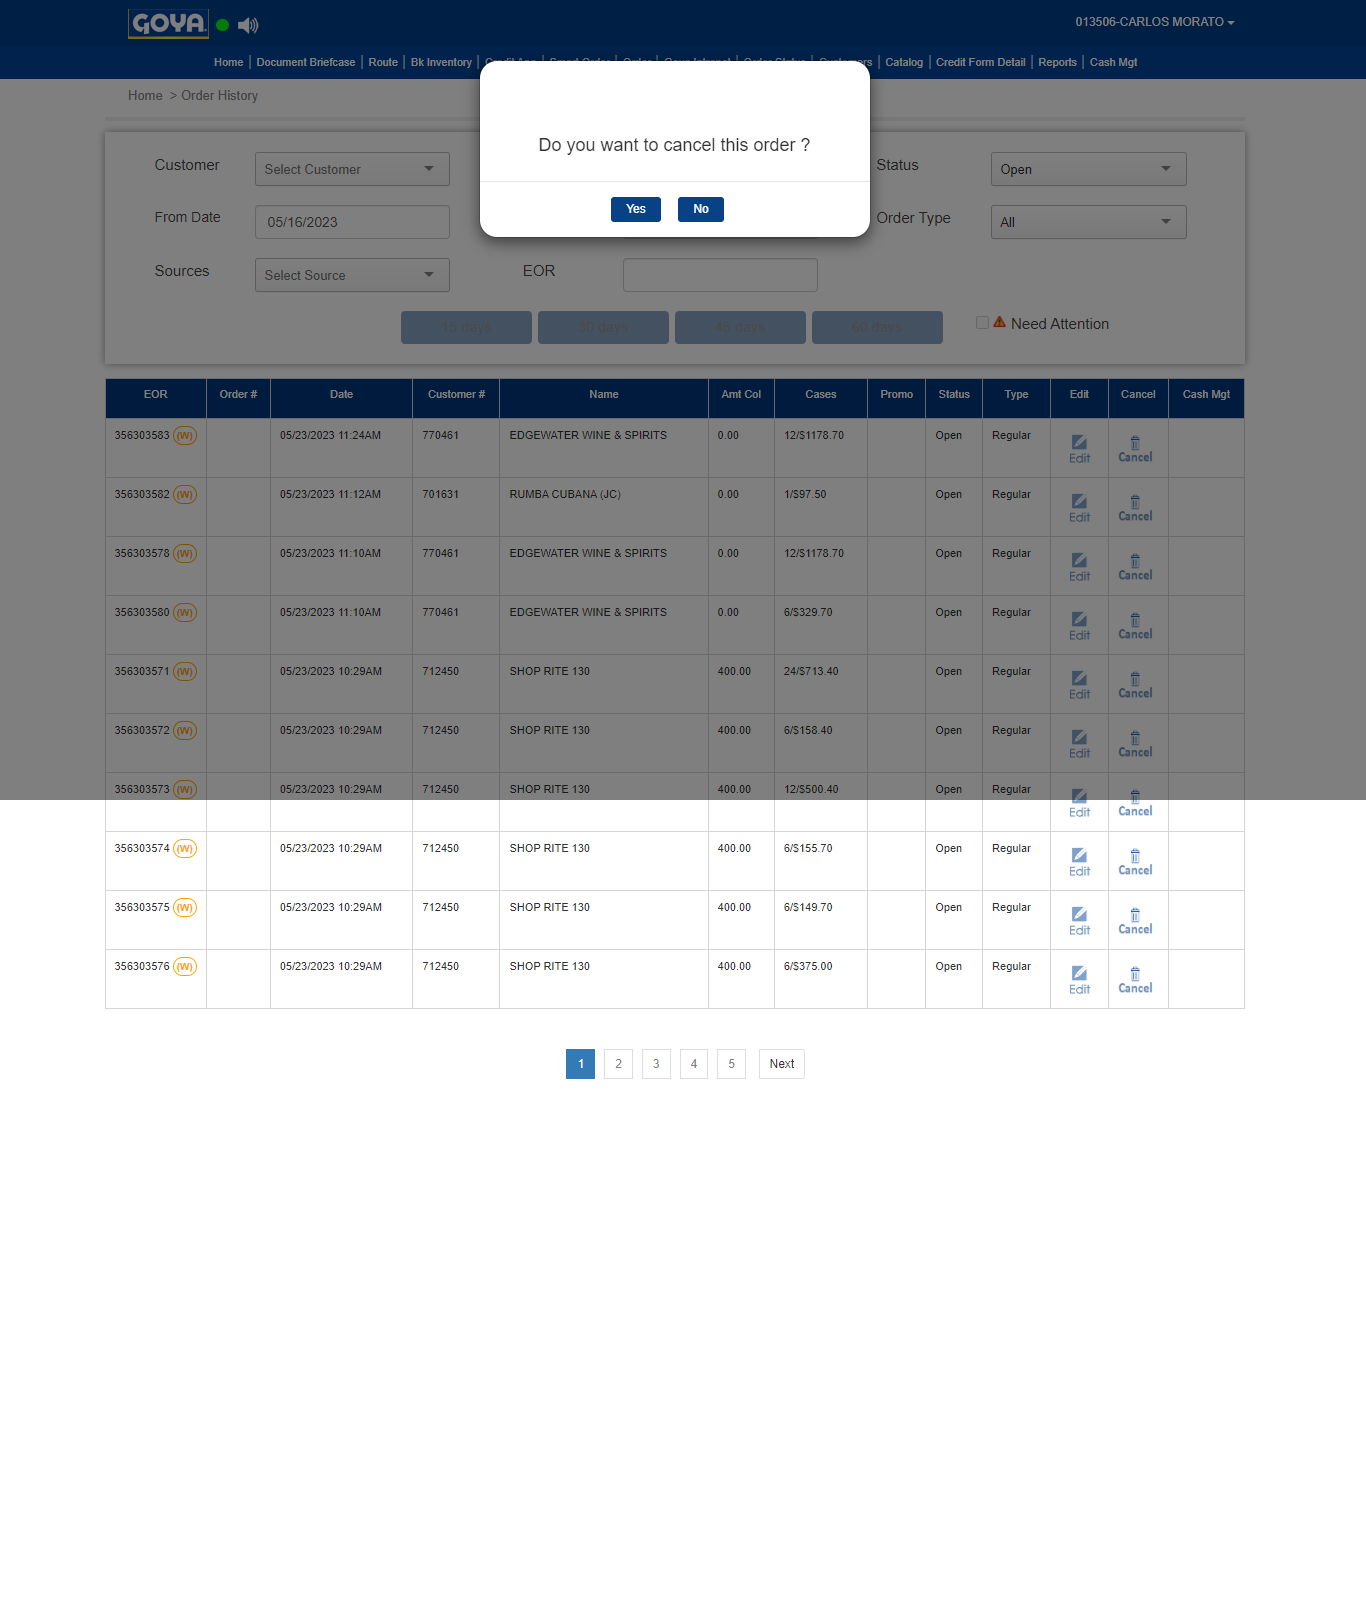 GOYA
013506-CARLOS MORATO
Home | Document Briefcase | Route | Bk Inventory | Catalog | Credit Form Detail | Reports | Cash Mgt
Home > Order History
Do you want to cancel this order ?
Yes No
Customer Select Customer Status Open
From Date 05/16/2023 Order Type All
Sources Select Source EOR
15 days 30 days 45 days 60 days Need Attention
EOR Order # Date Customer # Name Amt Col Cases Promo Status Type Edit Cancel Cash Mgt
356303583 (W) 05/23/2023 11:24AM 770461 EDGEWATER WINE & SPIRITS 0.00 12/$1178.70 Open Regular Edit Cancel
356303582 (W) 05/23/2023 11:12AM 701631 RUMBA CUBANA (JC) 0.00 1/$97.50 Open Regular Edit Cancel
356303578 (W) 05/23/2023 11:10AM 770461 EDGEWATER WINE & SPIRITS 0.00 12/$1178.70 Open Regular Edit Cancel
356303580 (W) 05/23/2023 11:10AM 770461 EDGEWATER WINE & SPIRITS 0.00 6/$329.70 Open Regular Edit Cancel
356303571 (W) 05/23/2023 10:29AM 712450 SHOP RITE 130 400.00 24/$713.40 Open Regular Edit Cancel
356303572 (W) 05/23/2023 10:29AM 712450 SHOP RITE 130 400.00 6/$158.40 Open Regular Edit Cancel
356303573 (W) 05/23/2023 10:29AM 712450 SHOP RITE 130 400.00 12/$500.40 Open Regular Edit Cancel
356303574 (W) 05/23/2023 10:29AM 712450 SHOP RITE 130 400.00 6/$155.70 Open Regular Edit Cancel
356303575 (W) 05/23/2023 10:29AM 712450 SHOP RITE 130 400.00 6/$149.70 Open Regular Edit Cancel
356303576 (W) 05/23/2023 10:29AM 712450 SHOP RITE 130 400.00 6/$375.00 Open Regular Edit Cancel
1 2 3 4 5 Next